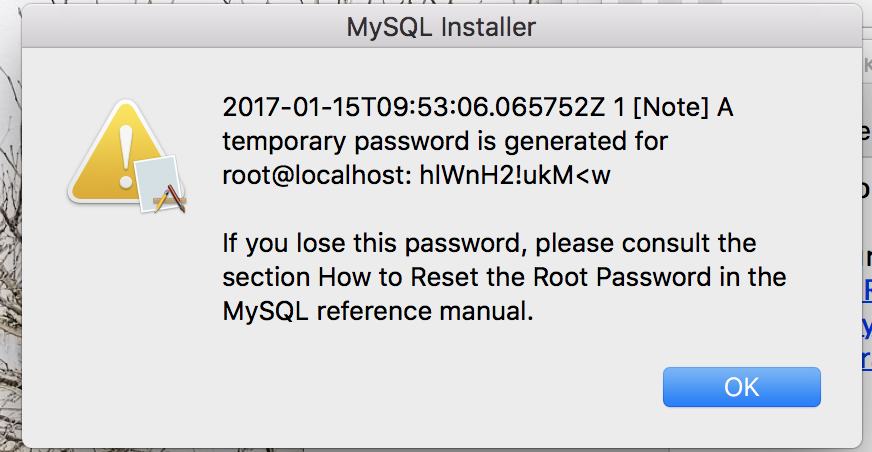 MySQL Installer
2017-01-15T09:53:06.065752Z 1 [Note] A
temporary password is generated for
root@localhost: hlWnH2!ukM<w
If you lose this password, please consult the
section How to Reset the Root Password in the
MySQL reference manual.
OK